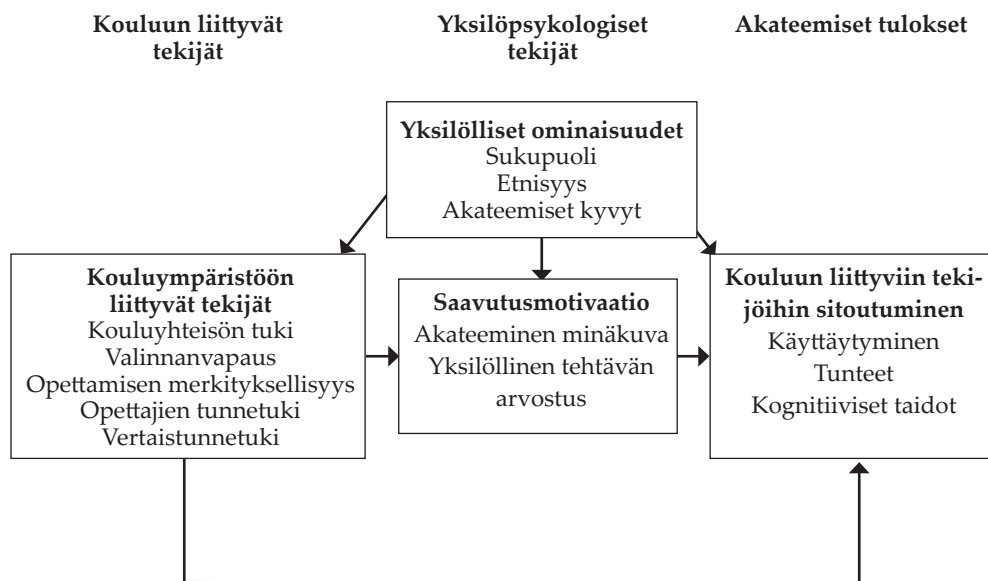 Kouluun liittyvät
tekijät
Yksilöpsykologiset
tekijät
Akateemiset tulokset
Yksilölliset ominaisuudet
Sukupuoli
Etnisyys
Akateemiset kyvyt
Kouluympäristöön
liittyvät tekijät
Kouluyhteisön tuki
Valinnanvapaus
Opettamisen merkityksellisyys
Opettajien tunnetuki
Vertaistunnetuki
Saavutusmotivaatio
Akateeminen minäkuva
Yksilöllinen tehtävän
arvostus
Kouluun liittyviin teki-
jöihin sitoutuminen
Käyttäytyminen
Tunteet
Kognitiiviset taidot